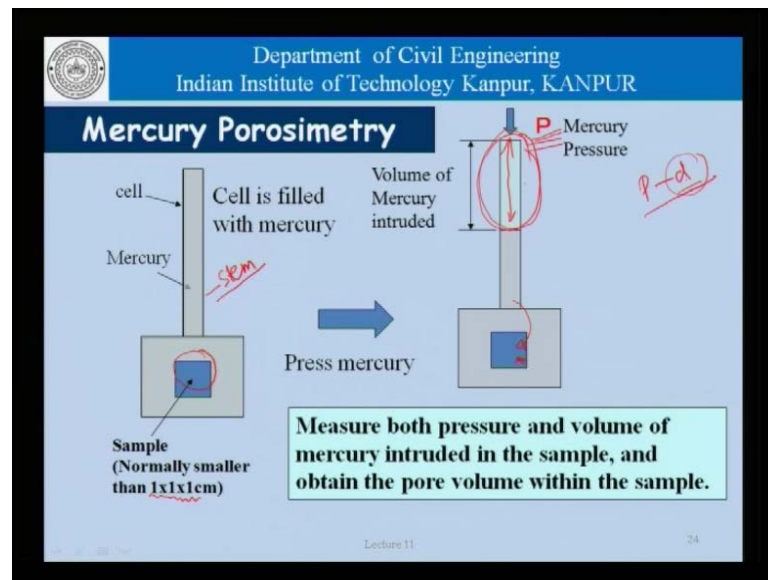 Department of Civil Engineering
Indian Institute of Technology Kanpur, KANPUR
Mercury Porosimetry
cell
Cell is filled
with mercury
Mercury
stem
Volume of
Mercury
intruded
P
Mercury
Pressure
P-d
Press mercury
Sample
(Normally smaller
than 1x1x1cm)
Measure both pressure and volume of
mercury intruded in the sample, and
obtain the pore volume within the sample.
Lecture 11
24